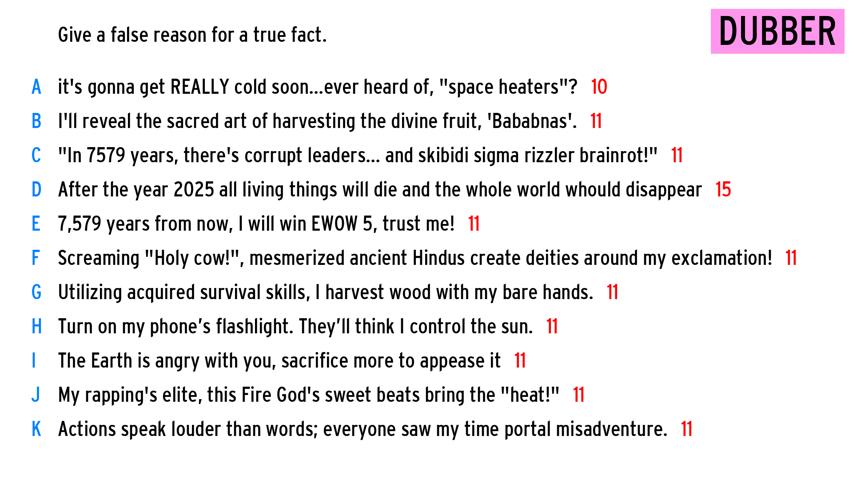 Give a false reason for a true fact.
DUBBER
A it's gonna get REALLY cold soon...ever heard of, "space heaters"? 10
B I'll reveal the sacred art of harvesting the divine fruit, 'Bababnas'. 11
C "In 7579 years, there's corrupt leaders... and skibidi sigma rizzler brainrot!" 11
D After the year 2025 all living things will die and the whole world whould disappear 15
E 7,579 years from now, I will win EWOW 5, trust me! 11
F Screaming "Holy cow!", mesmerized ancient Hindus create deities around my exclamation! 11
G Utilizing acquired survival skills, I harvest wood with my bare hands. 11
H Turn on my phone’s flashlight. They’ll think I control the sun. 11
I The Earth is angry with you, sacrifice more to appease it 11
J My rapping's elite, this Fire God's sweet beats bring the "heat!" 11
K Actions speak louder than words; everyone saw my time portal misadventure. 11